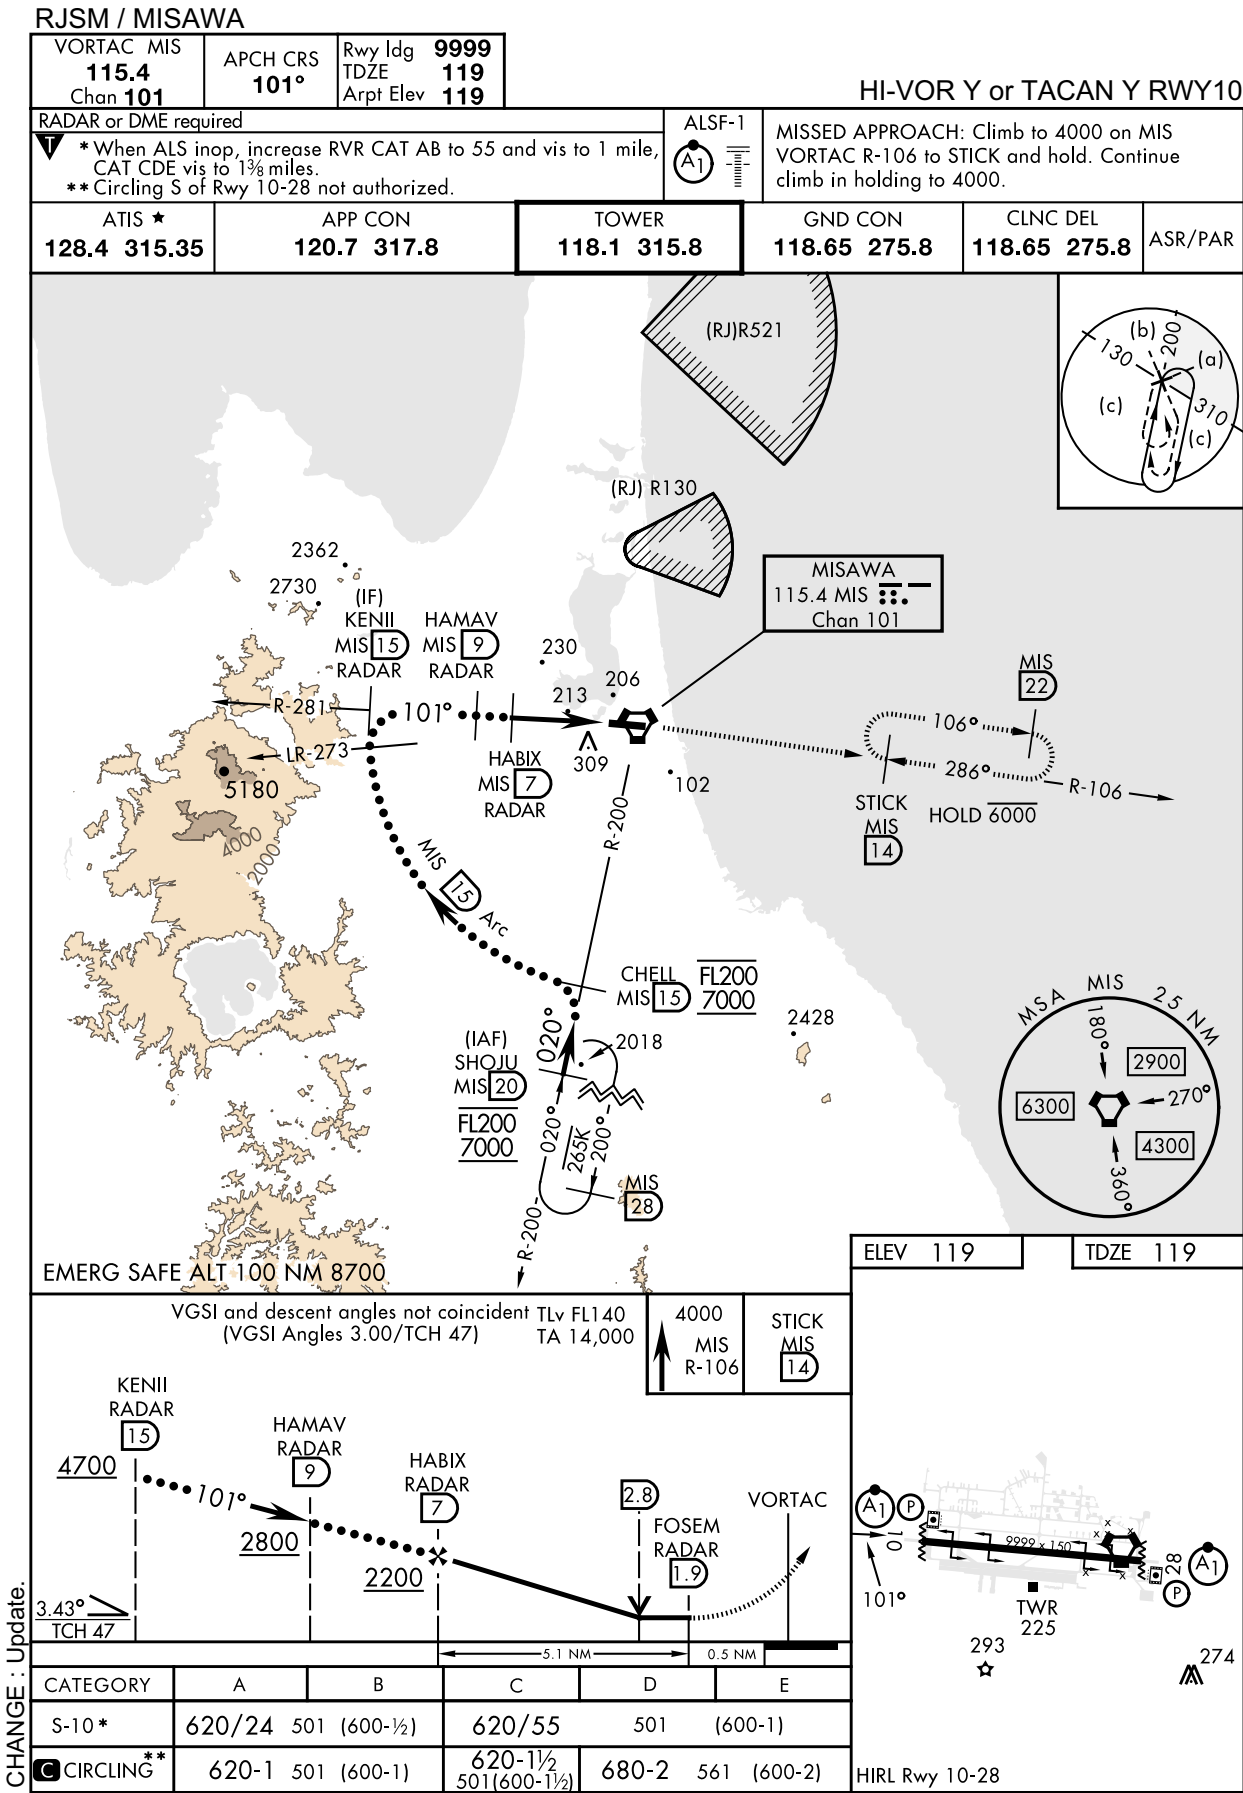 RJSM / MISAWA
VORTAC MIS
115.4
Chan 101
APCH CRS
101°
Rwy ldg 9999
TDZE 119
Arpt Elev 119
HI-VOR Y or TACAN Y RWY10
RADAR or DME required
T
* When ALS inop, increase RVR CAT AB to 55 and vis to 1 mile,
CAT CDE vis to 1⅜ miles.
** Circling S of Rwy 10-28 not authorized.
ALSF-1
A1
MISSED APPROACH: Climb to 4000 on MIS
VORTAC R-106 to STICK and hold. Continue
climb in holding to 4000.
ATIS ★
128.4 315.35
APP CON
120.7 317.8
TOWER
118.1 315.8
GND CON
118.65 275.8
CLNC DEL
118.65 275.8
ASR/PAR
(RJ)R521
(b)
200
130
(a)
(c)
310
(c)
(RJ) R130
2362
2730
(IF)
KENII
MIS 15
RADAR
HAMAV
MIS 9
RADAR
MISAWA
115.4 MIS
Chan 101
230
213
206
MIS
22
R-281
101°
LR-273
106°
286°
R-106
HABIX
MIS 7
RADAR
309
102
5180
4000
2000
R-200
STICK
MIS
14
HOLD 6000
MIS 15 Arc
CHELL
MIS 15
FL200
7000
2428
(IAF)
SHOJU
MIS 20
FL200
7000
020°
2018
020°
265K
200°
MIS
28
R-200
MSA MIS 25 NM
180°
2900
6300
270°
4300
360°
EMERG SAFE ALT 100 NM 8700
ELEV 119
TDZE 119
VGSI and descent angles not coincident
(VGSI Angles 3.00/TCH 47)
TLv FL140
TA 14,000
4000
MIS
R-106
STICK
MIS
14
KENII
RADAR
15
4700
101°
HAMAV
RADAR
9
2800
HABIX
RADAR
7
2200
2.8
FOSEM
RADAR
1.9
VORTAC
3.43°
TCH 47
5.1 NM
0.5 NM
A1
P
10
9999 x 150
x
x
x
x
x
28
A1
P
101°
TWR
225
293
274
HIRL Rwy 10-28
CATEGORY A B C D E
S-10 * 620/24 501 (600-½) 620/55 501 (600-1)
C CIRCLING ** 620-1 501 (600-1) 620-1½ 501(600-1½) 680-2 561 (600-2)
CHANGE : Update.